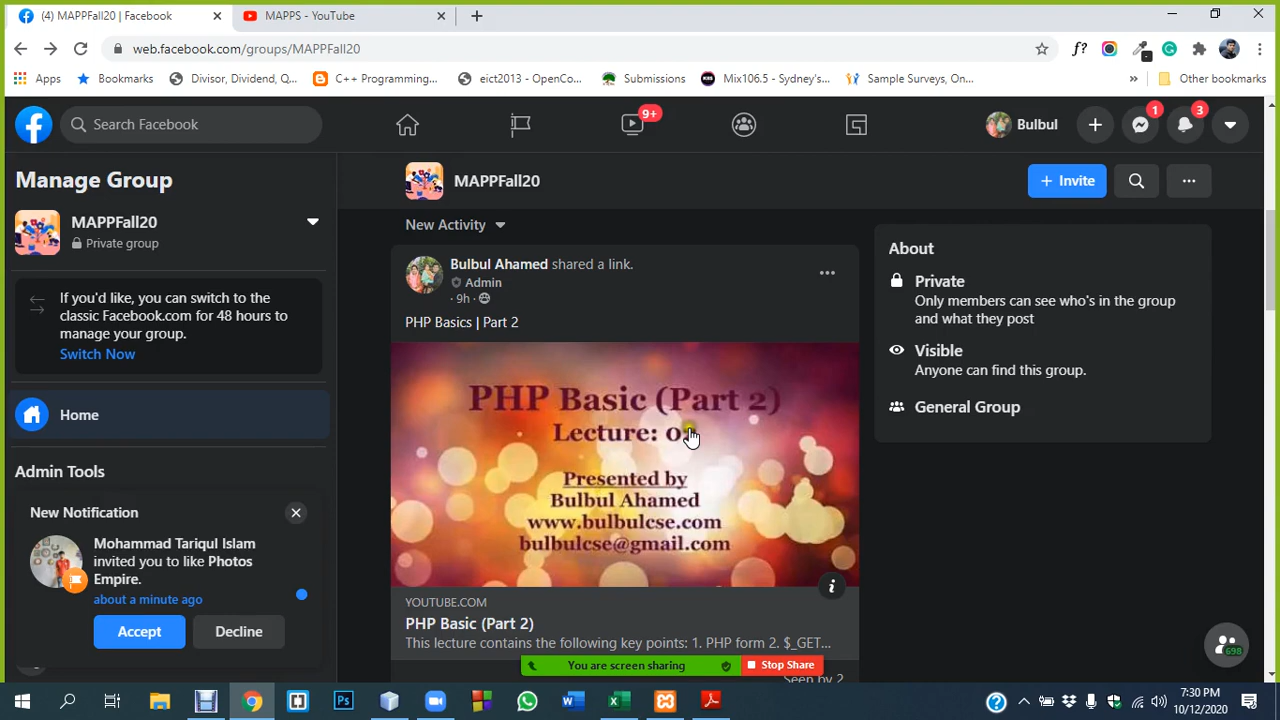 (4) MAPPFall20 | Facebook
MAPPS - YouTube
web.facebook.com/groups/MAPPFall20
f?
Apps
Bookmarks
Divisor, Dividend, Q...
C++ Programming...
eict2013 - OpenCo...
Submissions
Mix106.5 - Sydney's...
Sample Surveys, On...
Other bookmarks
Search Facebook
9+
Bulbul
1
3
Manage Group
MAPPFall20
Private group
If you'd like, you can switch to the
classic Facebook.com for 48 hours to
manage your group.
Switch Now
Home
Admin Tools
New Notification
Mohammad Tariqul Islam
invited you to like Photos
Empire.
about a minute ago
Accept
Decline
MAPPFall20
Invite
New Activity
Bulbul Ahamed shared a link.
Admin
· 9h ·
PHP Basics | Part 2
PHP Basic (Part 2)
Lecture:
Presented by
Bulbul Ahamed
www.bulbulcse.com
bulbulcse@gmail.com
YOUTUBE.COM
PHP Basic (Part 2)
This lecture contains the following key points: 1. PHP form 2. $_GET...
Seen by 2
You are screen sharing
Stop Share
About
Private
Only members can see who's in the group
and what they post
Visible
Anyone can find this group.
General Group
698
7:30 PM
10/12/2020